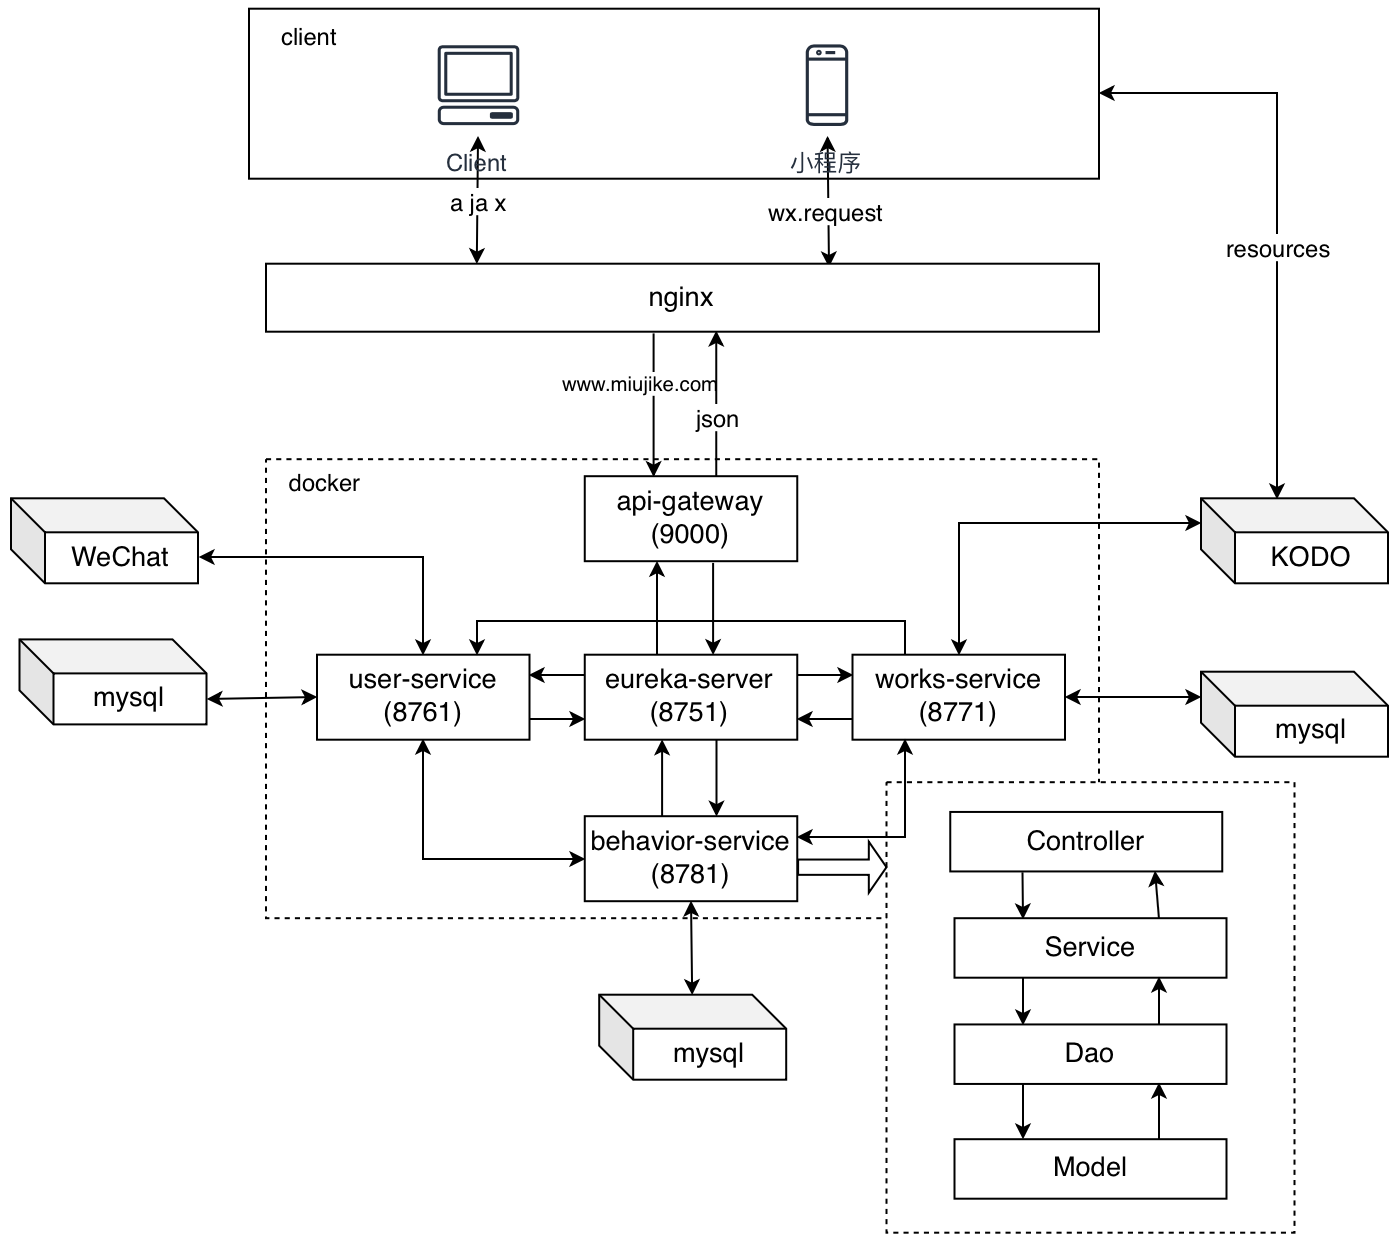 client
Client
小程序
a ja x
wx.request
resources
nginx
www.miujike.com
json
docker
api-gateway
(9000)
WeChat
KODO
user-service
(8761)
eureka-server
(8751)
works-service
(8771)
mysql
mysql
behavior-service
(8781)
Controller
Service
Dao
Model
mysql